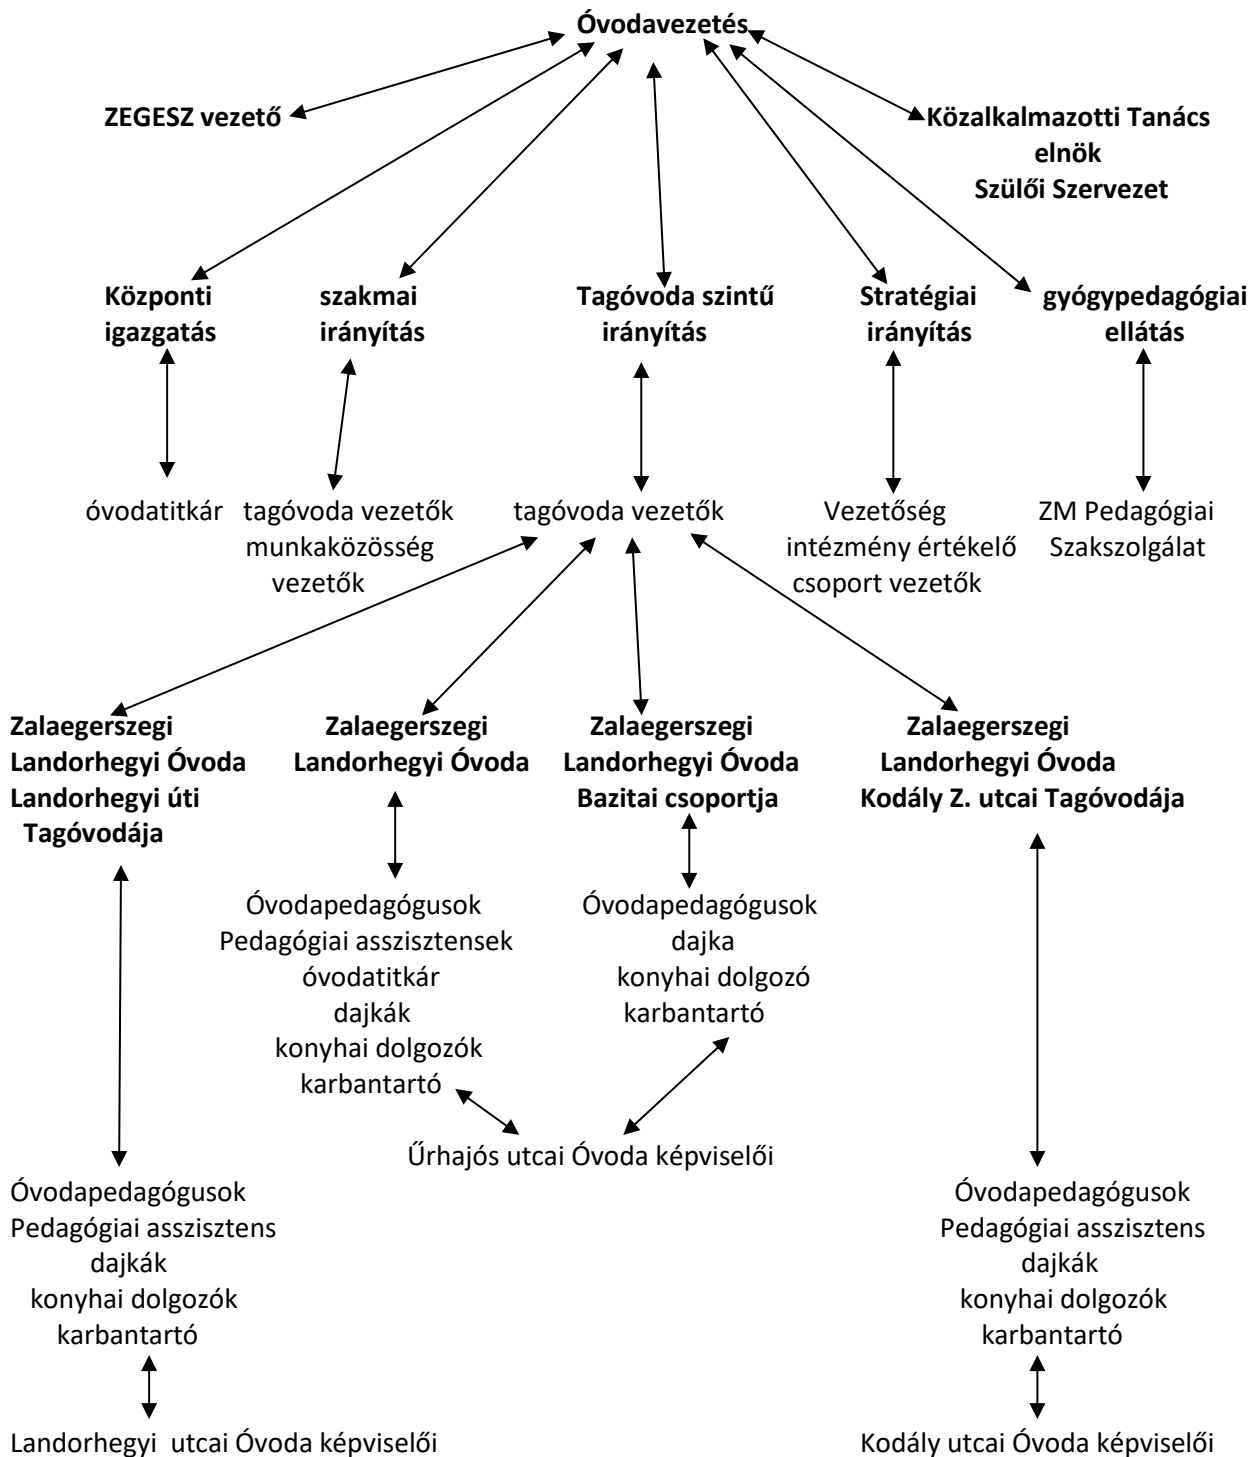 Óvodavezetés
ZEGESZ vezető
Közalkalmazotti Tanács
elnök
Szülői Szervezet
Központi
igazgatás
szakmai
irányítás
Tagóvoda szintű
irányítás
Stratégiai
irányítás
gyógypedagógiai
ellátás
óvodatitkár
tagóvoda vezetők
munkaközösség
vezetők
tagóvoda vezetők
Vezetőség
intézmény értékelő
csoport vezetők
ZM Pedagógiai
Szakszolgálat
Zalaegerszegi
Landorhegyi Óvoda
Landorhegyi úti
Tagóvodája
Zalaegerszegi
Landorhegyi Óvoda
Zalaegerszegi
Landorhegyi Óvoda
Bazitai csoportja
Zalaegerszegi
Landorhegyi Óvoda
Kodály Z. utcai Tagóvodája
Óvodapedagógusok
Pedagógiai asszisztensek
óvodatitkár
dajkák
konyhai dolgozók
karbantartó
Óvodapedagógusok
dajka
konyhai dolgozó
karbantartó
Űrhajós utcai Óvoda képviselői
Óvodapedagógusok
Pedagógiai asszisztens
dajkák
konyhai dolgozók
karbantartó
Óvodapedagógusok
Pedagógiai asszisztens
dajkák
konyhai dolgozók
karbantartó
Landorhegyi  utcai Óvoda képviselői
Kodály utcai Óvoda képviselői